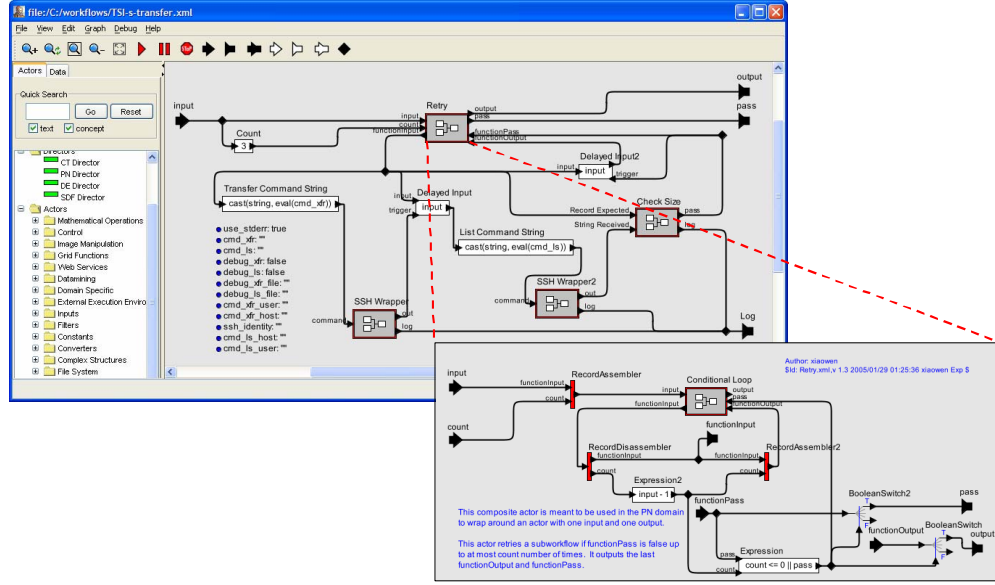 file:/C:/workflows/TSI-s-transfer.xml
File View Edit Graph Debug Help
STOP
Actors Data
Quick Search
Go Reset
text concept
Directors
CT Director
PN Director
DE Director
SDF Director
Actors
Mathematical Operations
Control
Image Manipulation
Grid Functions
Web Services
Datamining
Domain Specific
External Execution Enviro
Inputs
Filters
Constants
Converters
Complex Structures
File System
input
Count
3
Retry
input
count
functionInput
output
pass
functionPass
functionOutput
output
pass
Delayed Input2
input
input
trigger
Transfer Command String
cast(string, eval(cmd_xfr))
Delayed Input
input
trigger
input
Check Size
Record Expected
String Received
pass
log
List Command String
cast(string, eval(cmd_ls))
use_stderr: true
cmd_xfr: ""
cmd_ls: ""
debug_xfr: false
debug_ls: false
debug_xfr_file: ""
debug_ls_file: ""
cmd_xfr_user: ""
cmd_xfr_host: ""
ssh_identity: ""
cmd_ls_host: ""
cmd_ls_user: ""
SSH Wrapper
command
out
log
SSH Wrapper2
command
out
log
Log
Author: xiaowen
$Id: Retry.xml,v 1.3 2005/01/29 01:25:36 xiaowen Exp $
input
count
RecordAssembler
functionInput
count
Conditional Loop
input
functionInput
output
pass
functionOutput
functionInput
RecordDisassembler
functionInput
count
RecordAssembler2
functionInput
count
Expression2
input - 1
functionPass
BooleanSwitch2
T
F
pass
functionOutput
BooleanSwitch
T
F
output
Expression
pass
count
count <= 0 || pass
This composite actor is meant to be used in the PN domain
to wrap around an actor with one input and one output.
This actor retries a subworkflow if functionPass is false up
to at most count number of times. It outputs the last
functionOutput and functionPass.